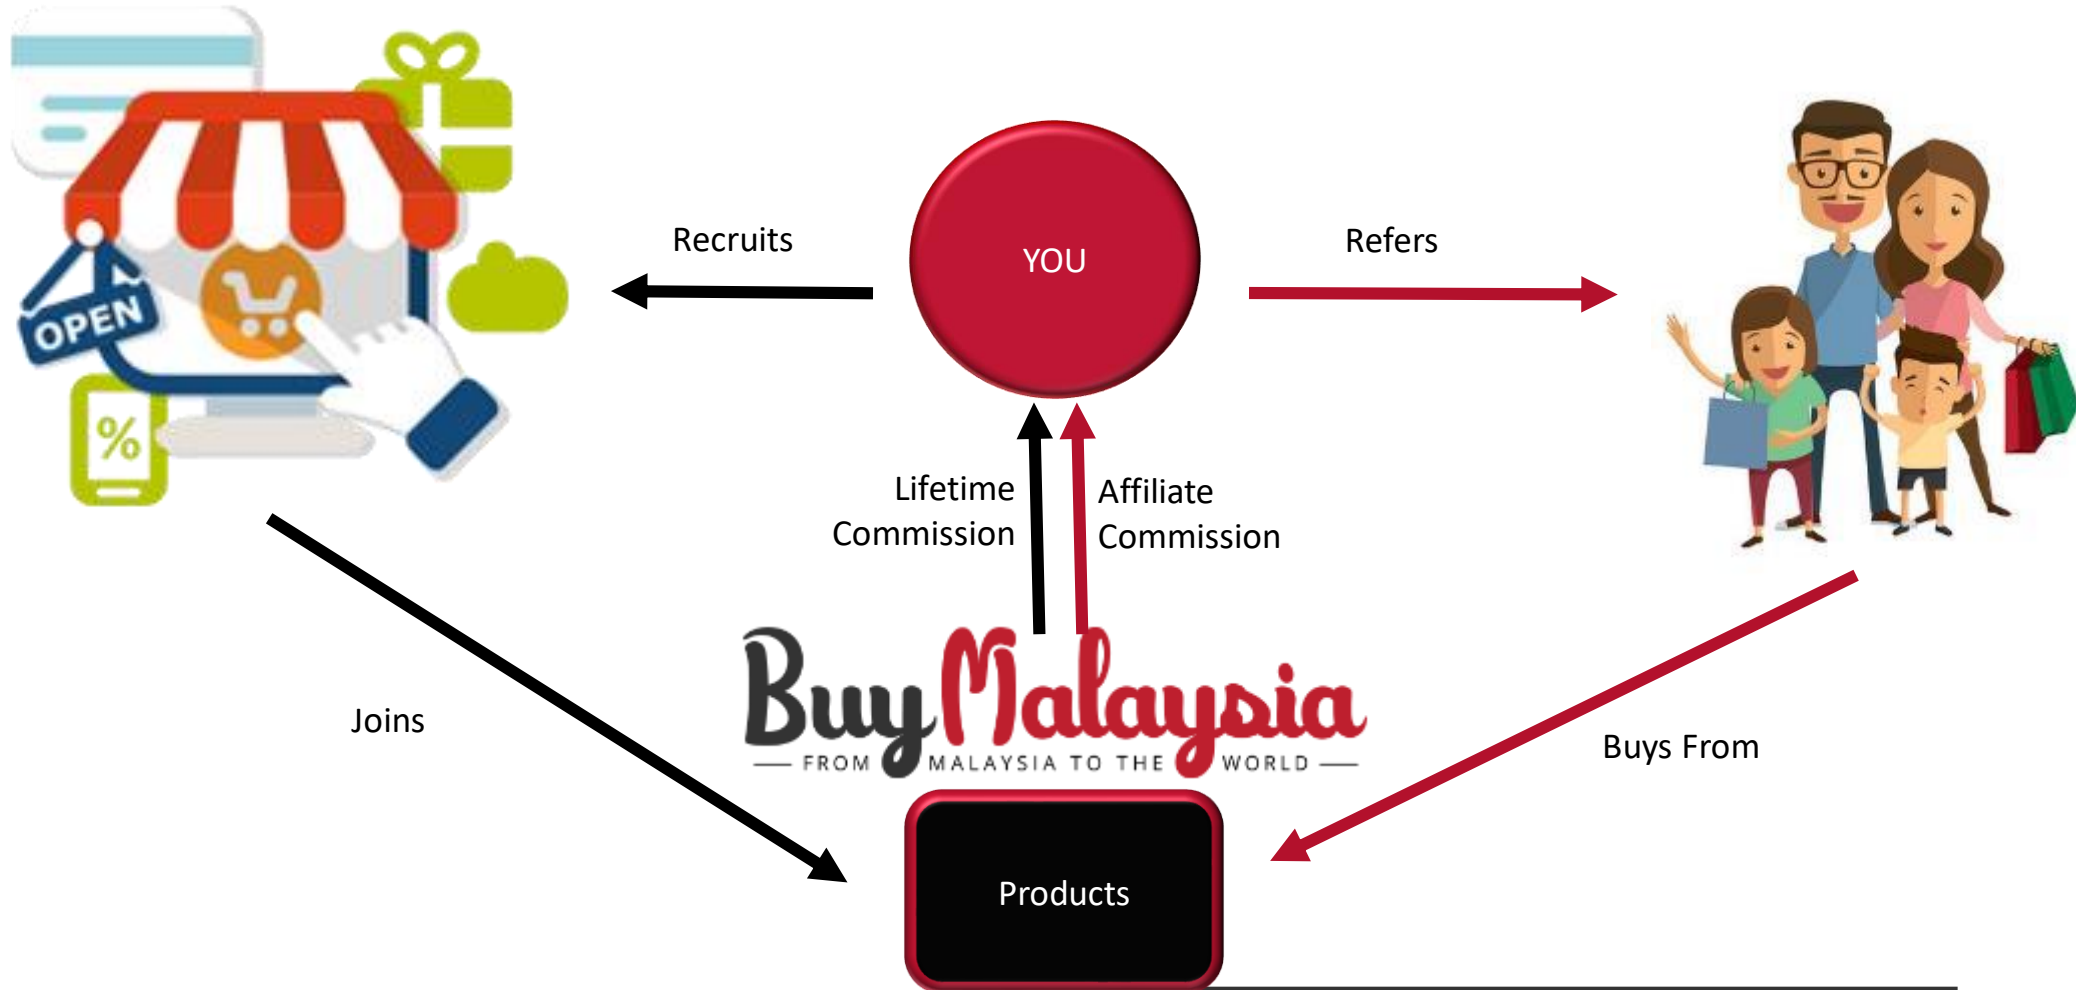 Recruits
YOU
Refers
OPEN
%
Lifetime
Commission
Affiliate
Commission
Joins
BuyMalaysia
FROM MALAYSIA TO THE WORLD
Buys From
Products